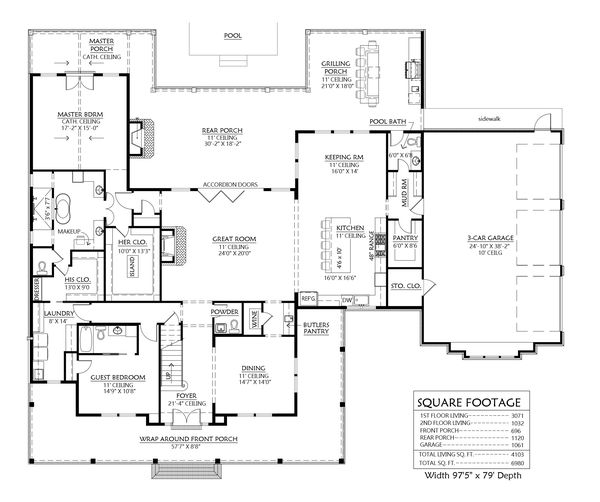 POOL
MASTER
PORCH
CATH. CEILING
GRILLING
PORCH
11' CEILING
21'0" X 18'0"
MASTER BDRM
CATH. CEILING
17'-2" X 15'-0"
REAR PORCH
11' CEILING
30'-2" X 18'-2"
POOL BATH
6'0" X 6'8
sidewalk
KEEPING RM
11' CEILING
16'0" X 14'
MUD RM
ACCORDION DOORS
3'6 X 7'7
MAKEUP
HER CLO.
10'0" X 13'3"
ISLAND
GREAT ROOM
11' CEILING
24'0" X 20'0"
KITCHEN
11' CEILING
4'6 x 10'
48" RANGE
16'0" X 16'6"
PANTRY
6'0" X 8'6
3-CAR GARAGE
24'-10" X 38'-2"
10' CEILG
HIS CLO.
13'0 X 9'0
DRESSER
STO. CLO.
REFG
DW
LAUNDRY
8' X 14'
POWDER
WINE
BUTLERS
PANTRY
UP
GUEST BEDROOM
11' CEILING
14'9" X 10'8"
DINING
11' CEILING
14'7" X 14'0"
FOYER
21'-4" CEILING
WRAP AROUND FRONT PORCH
57'7" X 8'8"
SQUARE FOOTAGE
1ST FLOOR LIVING 3071
2ND FLOOR LIVING 1032
FRONT PORCH 696
REAR PORCH 1120
GARAGE 1061
TOTAL LIVING SQ. FT. 4103
TOTAL SQ. FT. 6980
Width 97'5" x 79' Depth